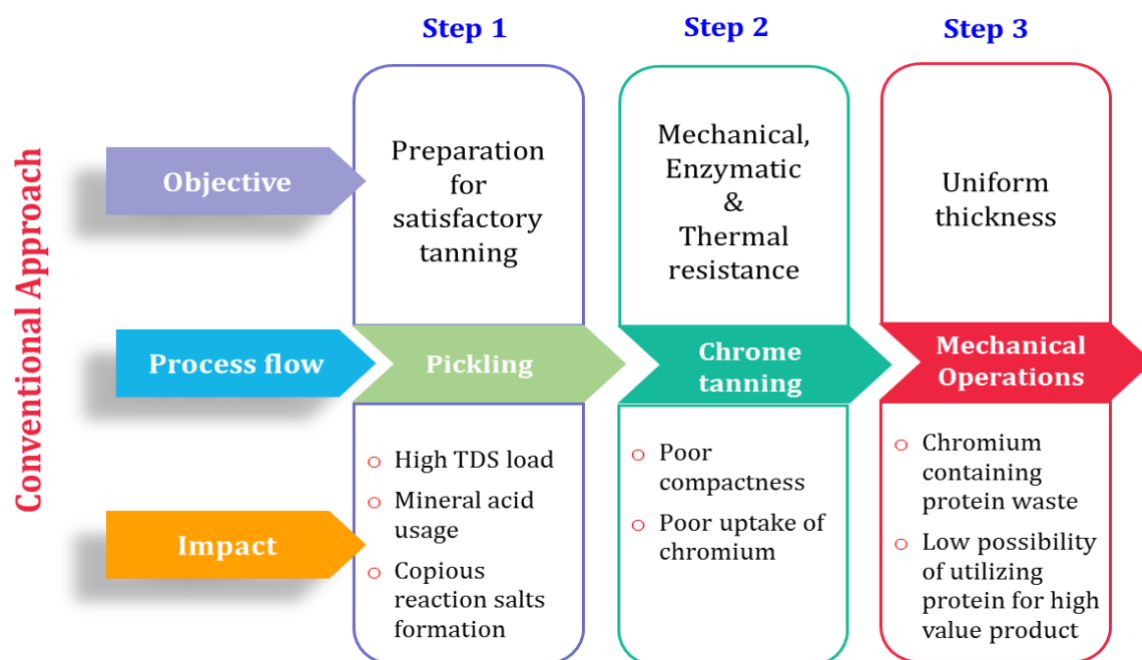 Step 1
Step 2
Step 3
Conventional Approach
Objective
Preparation
for
satisfactory
tanning
Mechanical,
Enzymatic
&
Thermal
resistance
Uniform
thickness
Process flow
Pickling
Chrome
tanning
Mechanical
Operations
Impact
o High TDS load
o Mineral acid
usage
o Copious
reaction salts
formation
o Poor
compactness
o Poor uptake of
chromium
o Chromium
containing
protein waste
o Low possibility
of utilizing
protein for high
value product